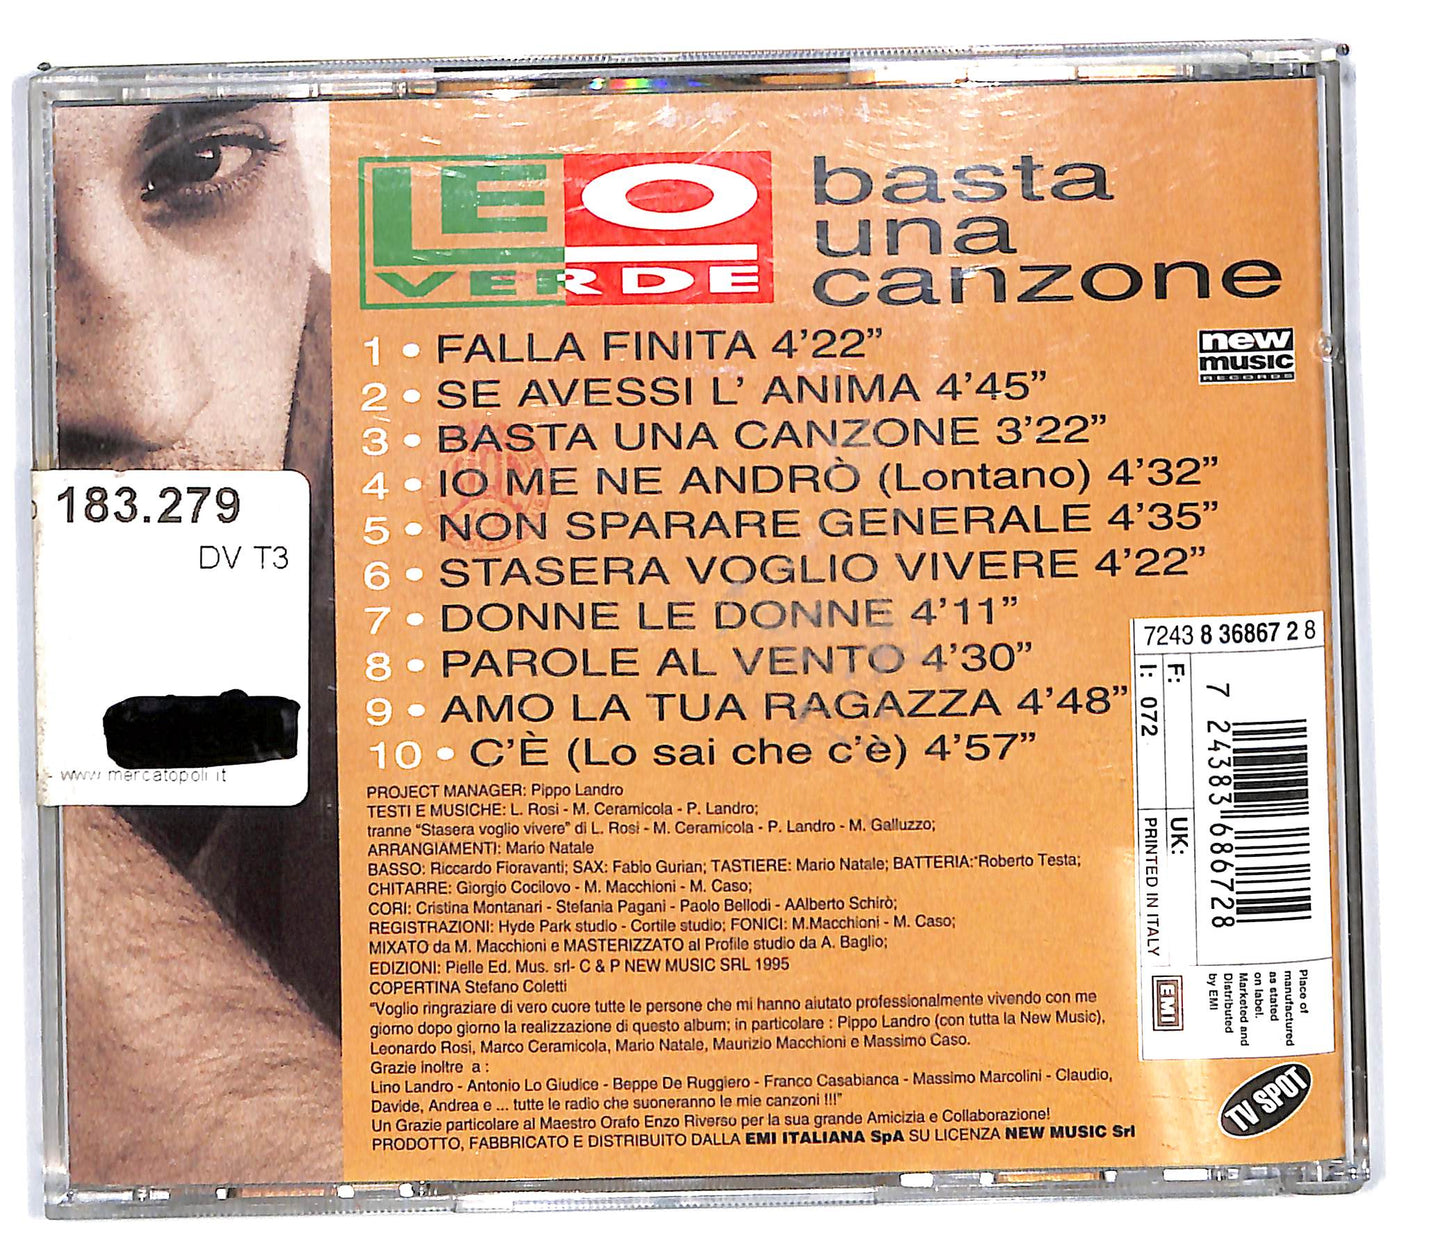 LEO
VERDE
basta
una
canzone
new
music
RECORDS
1 • FALLA FINITA 4'22”
2 • SE AVESSI L' ANIMA 4'45”
3 • BASTA UNA CANZONE 3'22”
4 • IO ME NE ANDRÒ (Lontano) 4'32”
5 • NON SPARARE GENERALE 4'35”
6 • STASERA VOGLIO VIVERE 4'22”
7 • DONNE LE DONNE 4'11”
8 • PAROLE AL VENTO 4'30”
9 • AMO LA TUA RAGAZZA 4'48”
10 • C'È (Lo sai che c'è) 4'57”
183.279
DV T3
- www.mercatopoli.it
PROJECT MANAGER: Pippo Landro
TESTI E MUSICHE: L. Rosi - M. Ceramicola - P. Landro;
tranne “Stasera voglio vivere” di L. Rosi - M. Ceramicola - P. Landro - M. Galluzzo;
ARRANGIAMENTI: Mario Natale
BASSO: Riccardo Fioravanti; SAX: Fabio Gurian; TASTIERE: Mario Natale; BATTERIA: Roberto Testa;
CHITARRE: Giorgio Cocilovo - M. Macchioni - M. Caso;
CORI: Cristina Montanari - Stefania Pagani - Paolo Bellodi - AAlberto Schirò;
REGISTRAZIONI: Hyde Park studio - Cortile studio; FONICI: M.Macchioni - M. Caso;
MIXATO da M. Macchioni e MASTERIZZATO al Profile studio da A. Baglio;
EDIZIONI: Pielle Ed. Mus. srl- C & P NEW MUSIC SRL 1995
COPERTINA Stefano Coletti
“Voglio ringraziare di vero cuore tutte le persone che mi hanno aiutato professionalmente vivendo con me
giorno dopo giorno la realizzazione di questo album; in particolare : Pippo Landro (con tutta la New Music),
Leonardo Rosi, Marco Ceramicola, Mario Natale, Maurizio Macchioni e Massimo Caso.
Grazie inoltre a :
Lino Landro - Antonio Lo Giudice - Beppe De Ruggiero - Franco Casabianca - Massimo Marcolini - Claudio,
Davide, Andrea e ... tutte le radio che suoneranno le mie canzoni !!!”
Un Grazie particolare al Maestro Orafo Enzo Riverso per la sua grande Amicizia e Collaborazione!
PRODOTTO, FABBRICATO E DISTRIBUITO DALLA EMI ITALIANA SpA SU LICENZA NEW MUSIC Srl
7243 8 36867 2 8
F:
I: 072
UK:
PRINTED IN ITALY
7 24383 68672 8
EMI
Place of
manufactured
as stated
on label.
Marketed and
Distributed
by EMI
TV SPOT